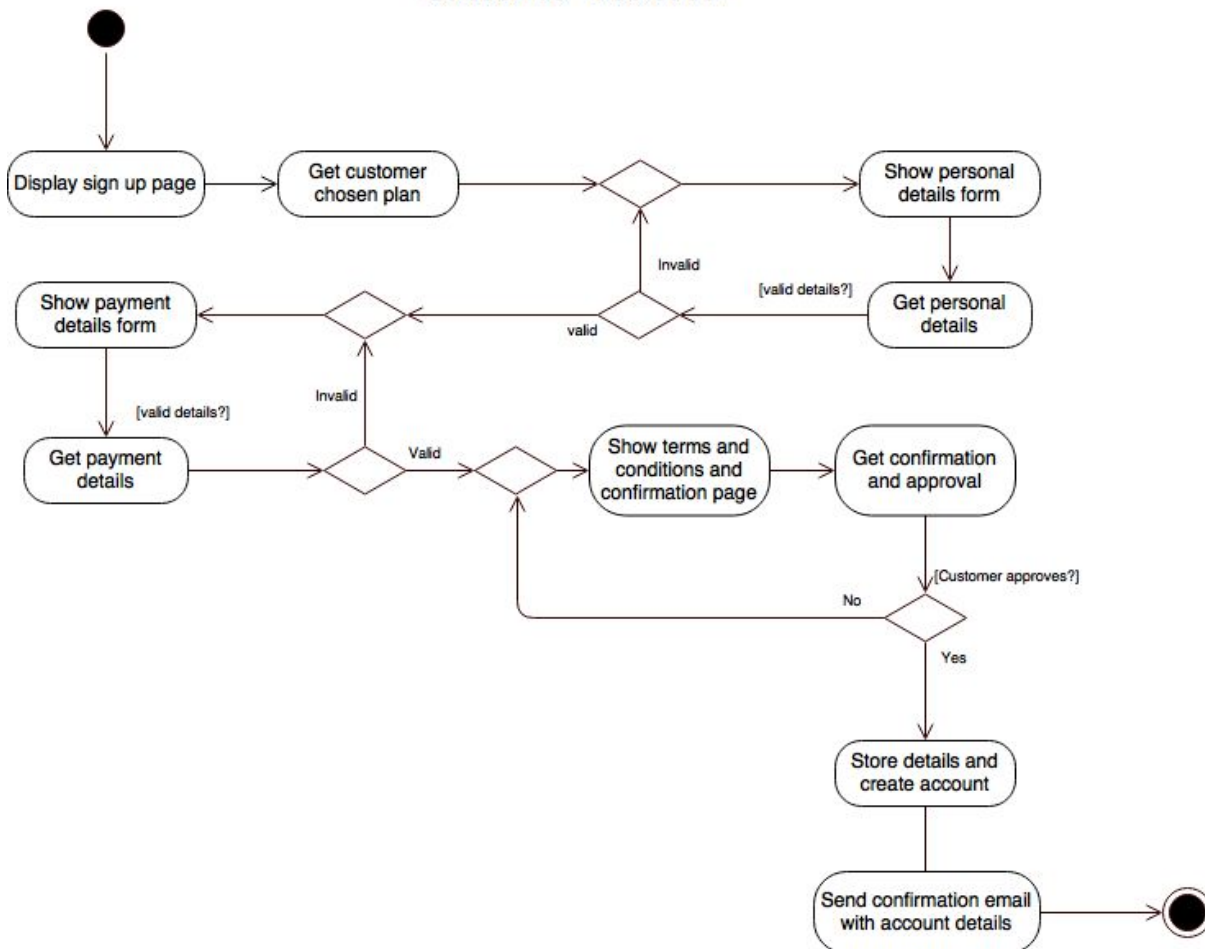 Display sign up page
Get customer
chosen plan
Show personal
details form
Invalid
[valid details?]
Get personal
details
valid
Show payment
details form
Invalid
[valid details?]
Get payment
details
Valid
Show terms and
conditions and
confirmation page
Get confirmation
and approval
[Customer approves?]
No
Yes
Store details and
create account
Send confirmation email
with account details